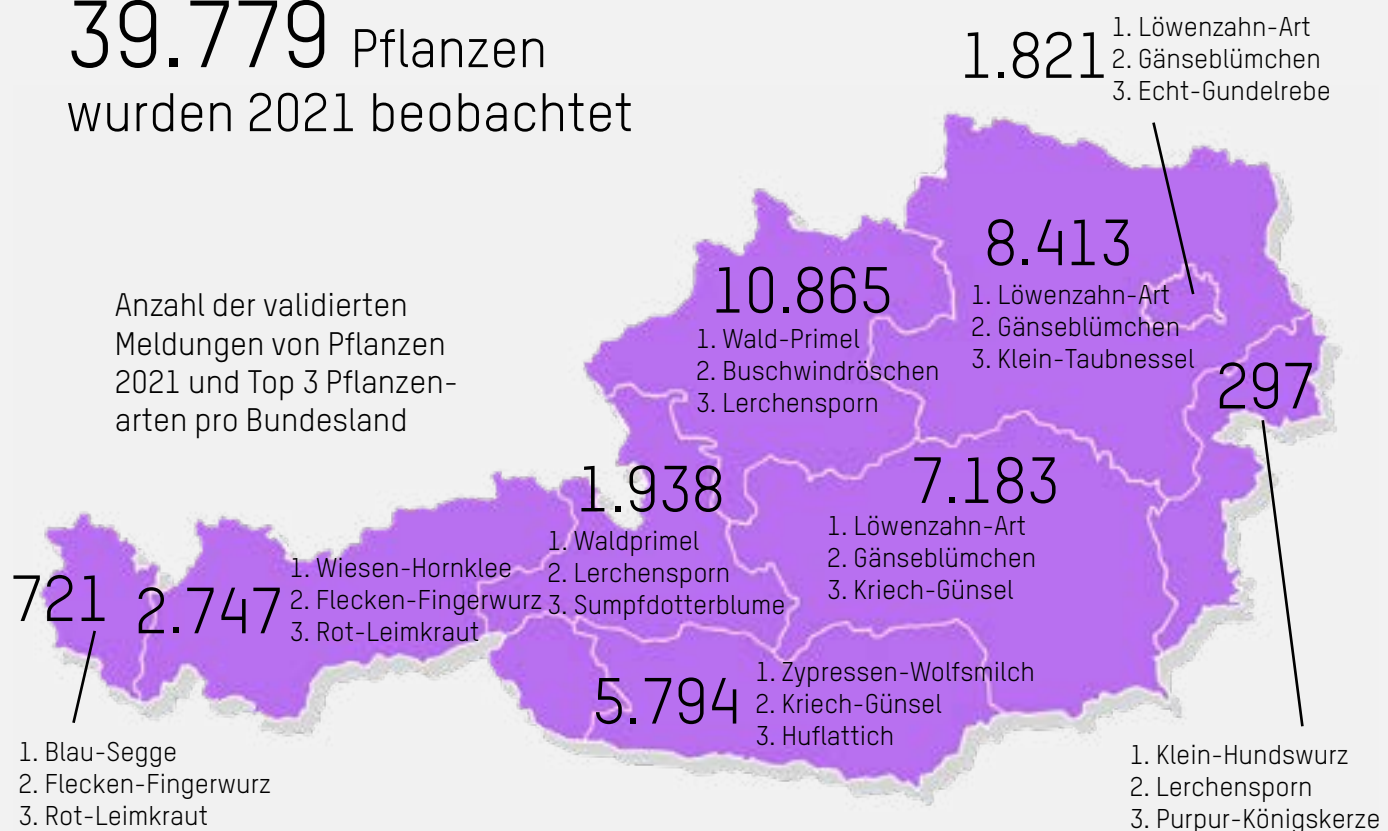 39.779 Pflanzen
wurden 2021 beobachtet
Anzahl der validierten
Meldungen von Pflanzen
2021 und Top 3 Pflanzen-
arten pro Bundesland
1.821
1. Löwenzahn-Art
2. Gänseblümchen
3. Echt-Gundelrebe
8.413
1. Löwenzahn-Art
2. Gänseblümchen
3. Klein-Taubnessel
10.865
1. Wald-Primel
2. Buschwindröschen
3. Lerchensporn
297
1. Klein-Hundswurz
2. Lerchensporn
3. Purpur-Königskerze
7.183
1. Löwenzahn-Art
2. Gänseblümchen
3. Kriech-Günsel
1.938
1. Waldprimel
2. Lerchensporn
3. Sumpfdotterblume
2.747
1. Wiesen-Hornklee
2. Flecken-Fingerwurz
3. Rot-Leimkraut
721
1. Blau-Segge
2. Flecken-Fingerwurz
3. Rot-Leimkraut
5.794
1. Zypressen-Wolfsmilch
2. Kriech-Günsel
3. Huflattich